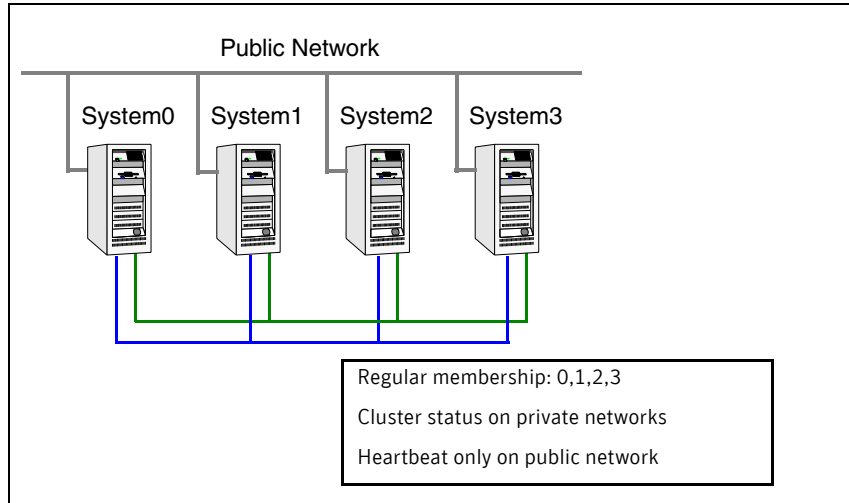 Public Network
System0
System1
System2
System3
Regular membership: 0,1,2,3
Cluster status on private networks
Heartbeat only on public network